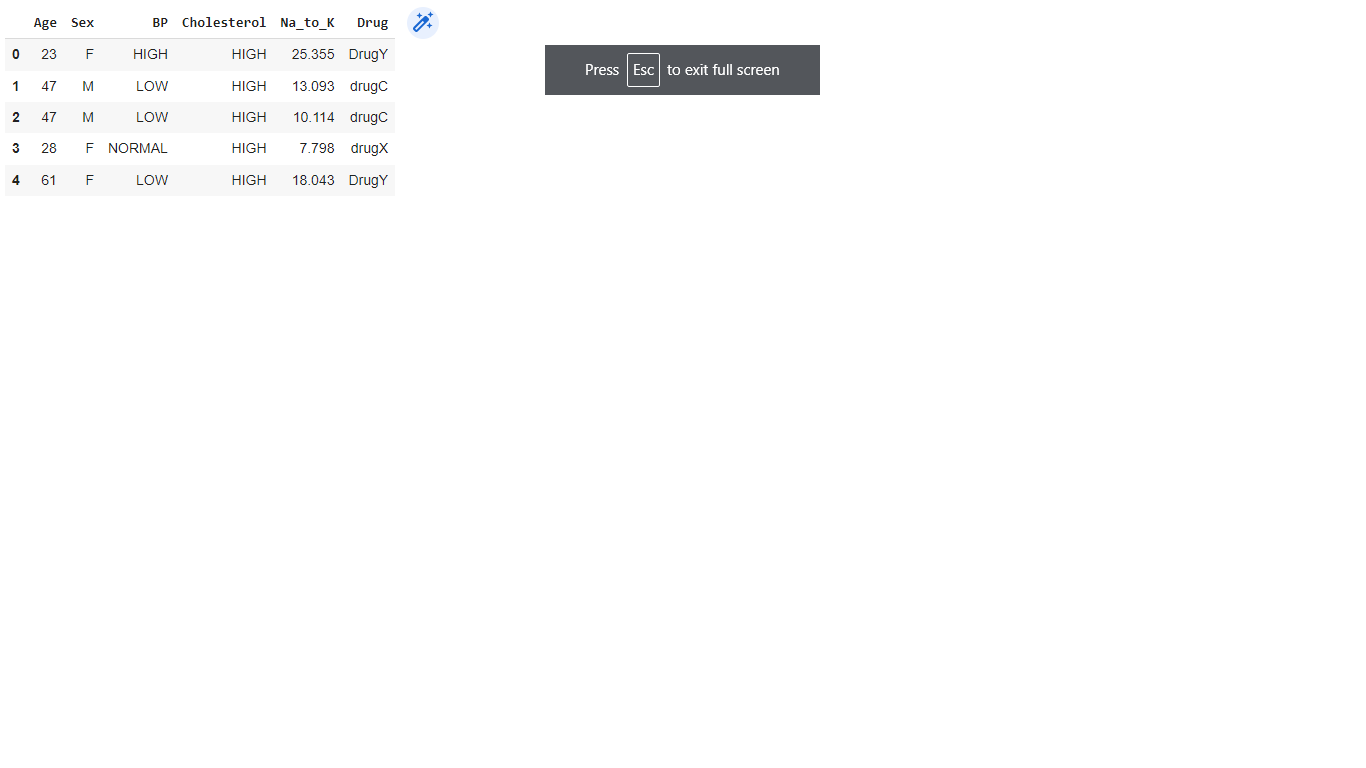 Age Sex BP Cholesterol Na_to_K Drug
0 23 F HIGH HIGH 25.355 DrugY
1 47 M LOW HIGH 13.093 drugC
2 47 M LOW HIGH 10.114 drugC
3 28 F NORMAL HIGH 7.798 drugX
4 61 F LOW HIGH 18.043 DrugY
Press Esc to exit full screen